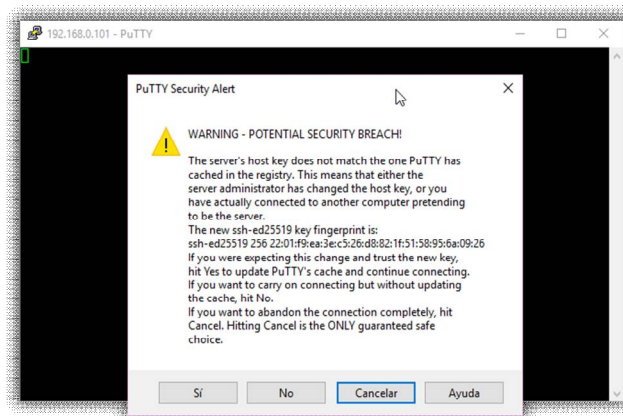 192.168.0.101 - PuTTY
PuTTY Security Alert
WARNING - POTENTIAL SECURITY BREACH!
The server's host key does not match the one PuTTY has
cached in the registry. This means that either the
server administrator has changed the host key, or you
have actually connected to another computer pretending
to be the server.
The new ssh-ed25519 key fingerprint is:
ssh-ed25519 256 22:01:f9:ea:3e:c5:26:d8:82:1f:51:58:95:6a:09:26
If you were expecting this change and trust the new key,
hit Yes to update PuTTY's cache and continue connecting.
If you want to carry on connecting but without updating
the cache, hit No.
If you want to abandon the connection completely, hit
Cancel. Hitting Cancel is the ONLY guaranteed safe
choice.
Sí No Cancelar Ayuda